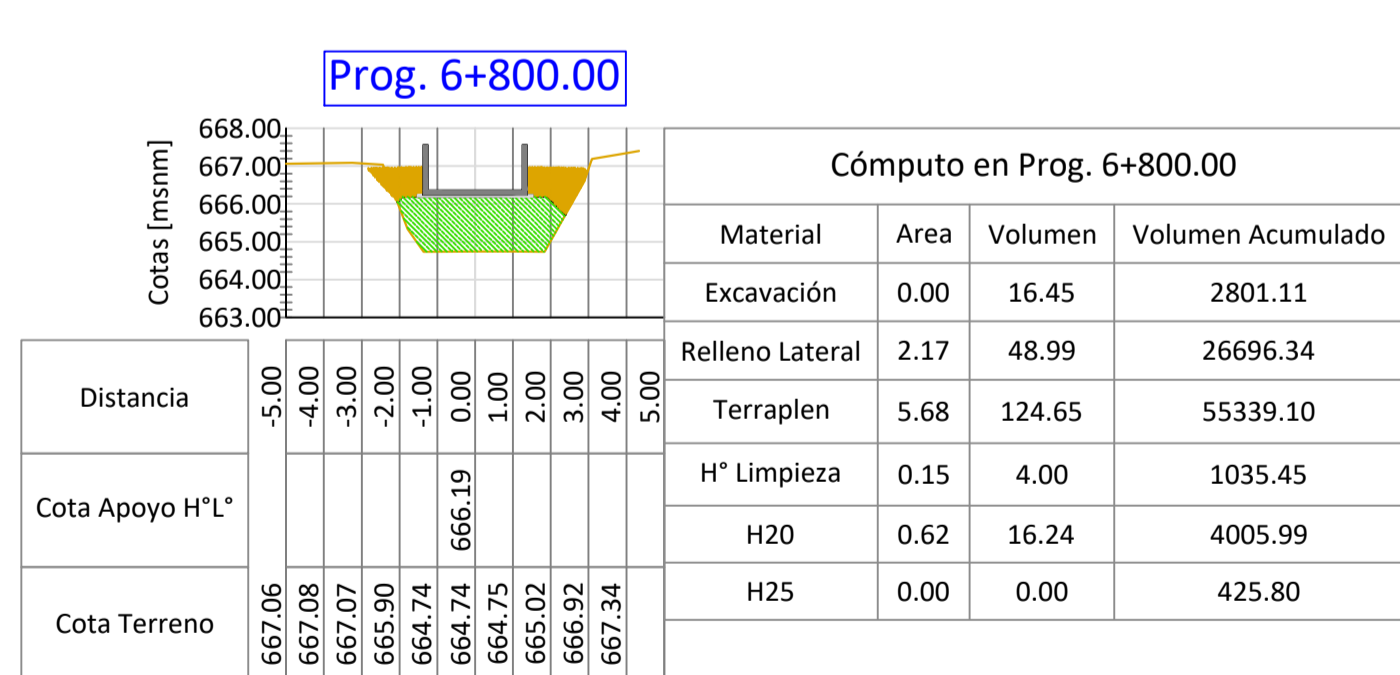 Prog. 6+800.00
Cotas [msnm]
668.00
667.00
666.00
665.00
664.00
663.00
Distancia -5.00 -4.00 -3.00 -2.00 -1.00 0.00 1.00 2.00 3.00 4.00 5.00
Cota Apoyo H°L° 666.19
Cota Terreno 667.06 667.08 667.07 665.90 664.74 664.74 664.75 665.02 666.92 667.34
Cómputo en Prog. 6+800.00
Material Area Volumen Volumen Acumulado
Excavación 0.00 16.45 2801.11
Relleno Lateral 2.17 48.99 26696.34
Terraplen 5.68 124.65 55339.10
H° Limpieza 0.15 4.00 1035.45
H20 0.62 16.24 4005.99
H25 0.00 0.00 425.80